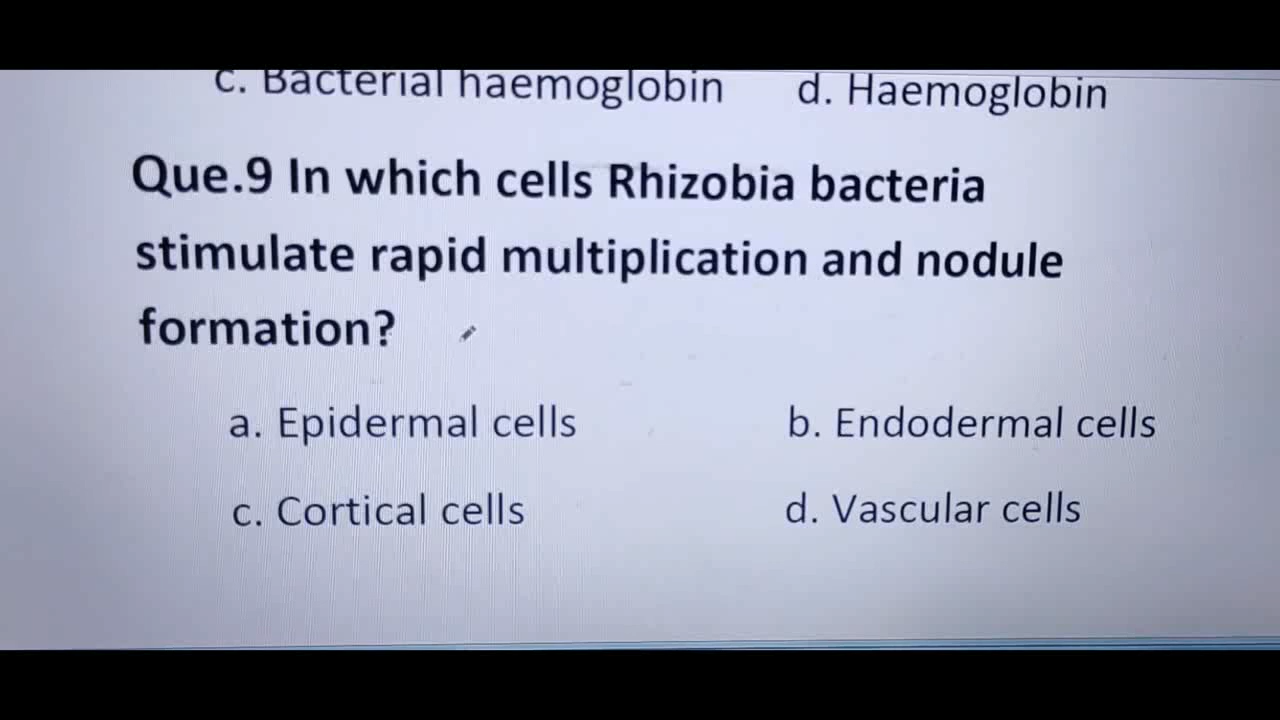 c. Bacterial haemoglobin d. Haemoglobin
Que.9 In which cells Rhizobia bacteria
stimulate rapid multiplication and nodule
formation?
a. Epidermal cells b. Endodermal cells
c. Cortical cells d. Vascular cells